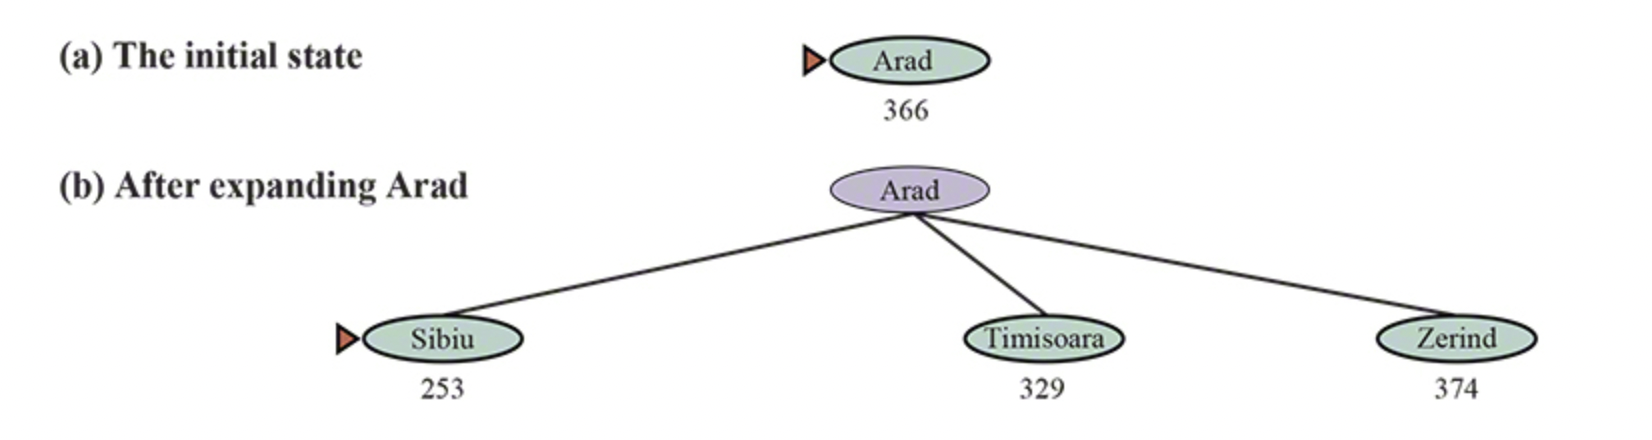 (a) The initial state
Arad
366
(b) After expanding Arad
Arad
Sibiu
Timisoara
Zerind
253
329
374